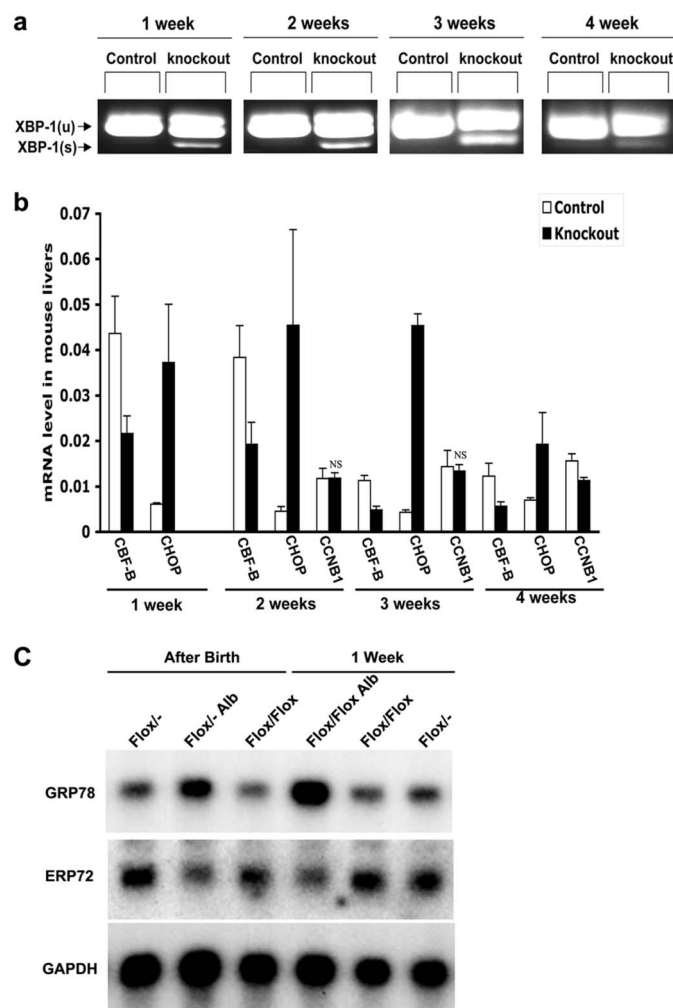 a
1 week 2 weeks 3 weeks 4 week
Control knockout Control knockout Control knockout Control knockout
XBP-1(u)
XBP-1(s)
b
0.07
0.06
0.05
0.04
0.03
0.02
0.01
0
mRNA level in mouse livers
Control
Knockout
NS NS
CBF-B CHOP CBF-B CHOP CCNB1 CBF-B CHOP CCNB1 CBF-B CHOP CCNB1
1 week 2 weeks 3 weeks 4 weeks
C
After Birth 1 Week
Flox/- Flox/- Alb Flox/Flox Flox/Flox Alb Flox/Flox Flox/-
GRP78
ERP72
GAPDH